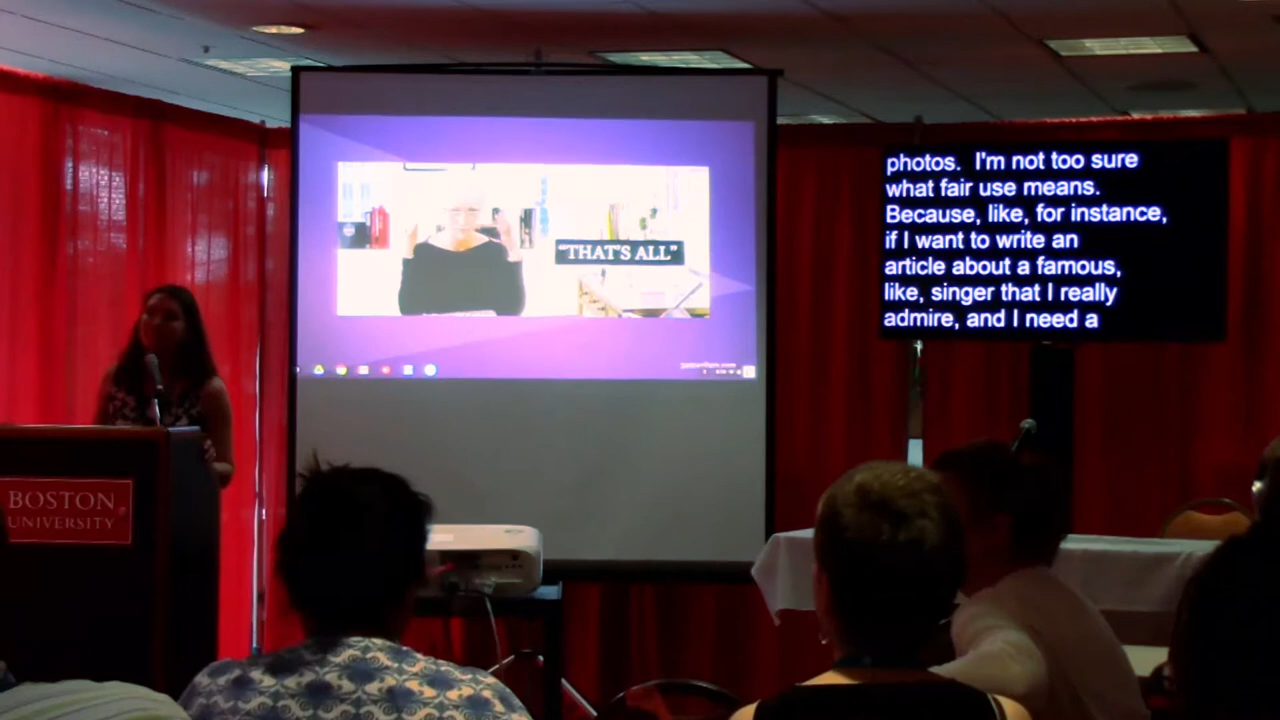 photos. I'm not too sure
what fair use means.
Because, like, for instance,
if I want to write an
article about a famous,
like, singer that I really
admire, and I need a
"THAT'S ALL"
BOSTON
UNIVERSITY